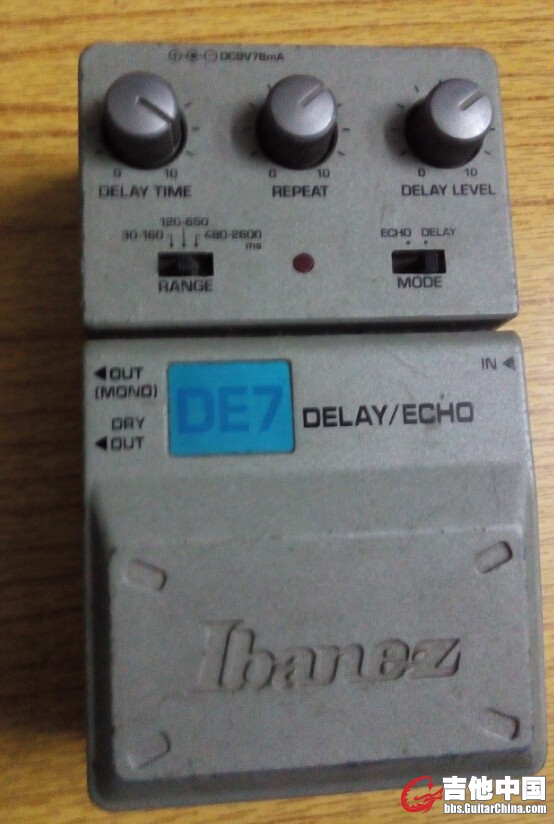 DC9V78mA
0 10
DELAY TIME
0 10
REPEAT
0 10
DELAY LEVEL
120-650
30-160
480-2600
ms
RANGE
ECHO DELAY
MODE
OUT
(MONO)
DRY
OUT
DE7
DELAY/ECHO
IN
Ibanez
吉他中国
bbs.GuitarChina.com